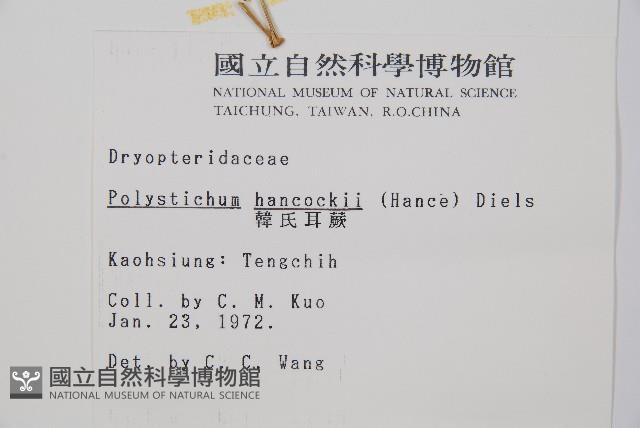 國立自然科學博物館
NATIONAL MUSEUM OF NATURAL SCIENCE
TAICHUNG, TAIWAN, R.O.CHINA
Dryopteridaceae
Polystichum hancockii (Hance) Diels
韓氏耳蕨
Kaohsiung: Tengchih
Coll. by C. M. Kuo
Jan. 23, 1972.
Det. by C. C. Wang
國立自然科學博物館
NATIONAL MUSEUM OF NATURAL SCIENCE